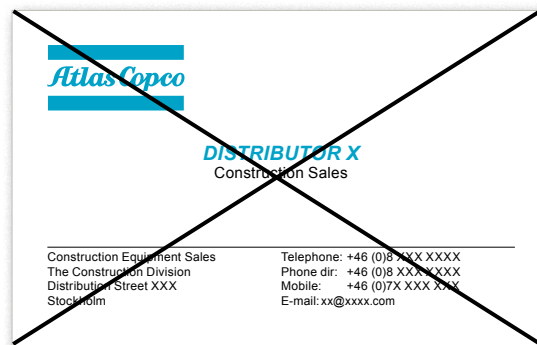 Atlas Copco
DISTRIBUTOR X
Construction Sales
Construction Equipment Sales
The Construction Division
Distribution Street XXX
Stockholm
Telephone: +46 (0)8 XXX XXXX
Phone dir: +46 (0)8 XXX XXXX
Mobile: +46 (0)7X XXX XXX
E-mail: xx@xxxx.com